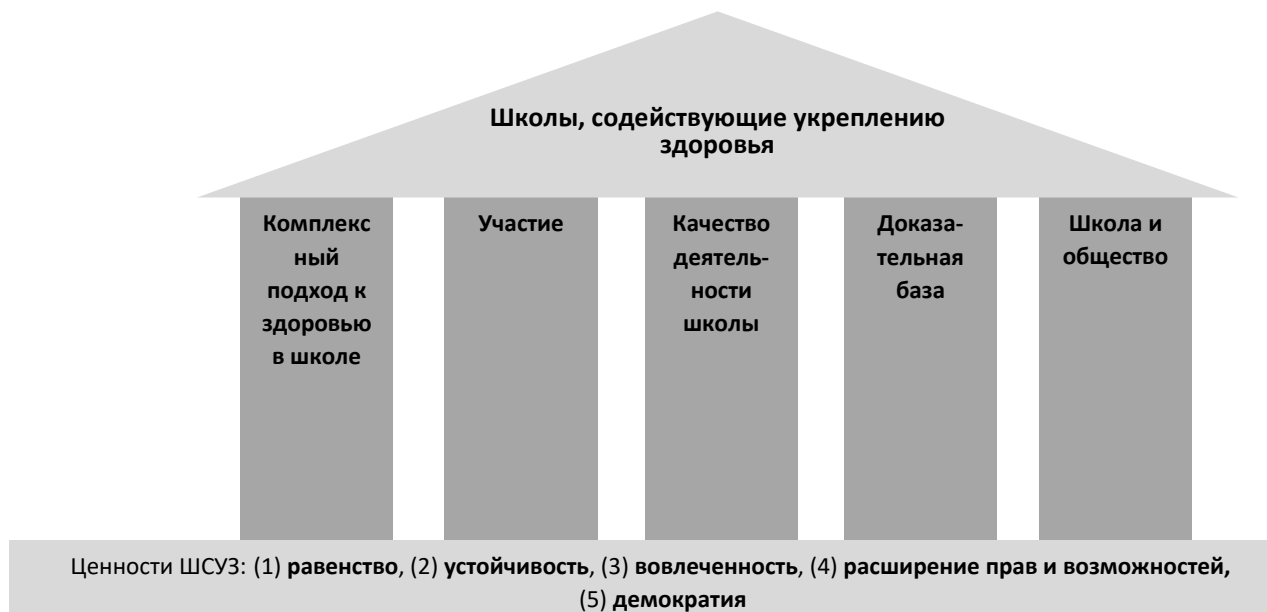 Школы, содействующие укреплению
здоровья
Комплекс
ный
подход к
здоровью
в школе
Участие
Качество
деятель-
ности
школы
Доказа-
тельная
база
Школа и
общество
Ценности ШСУЗ: (1) равенство, (2) устойчивость, (3) вовлеченность, (4) расширение прав и возможностей,
(5) демократия